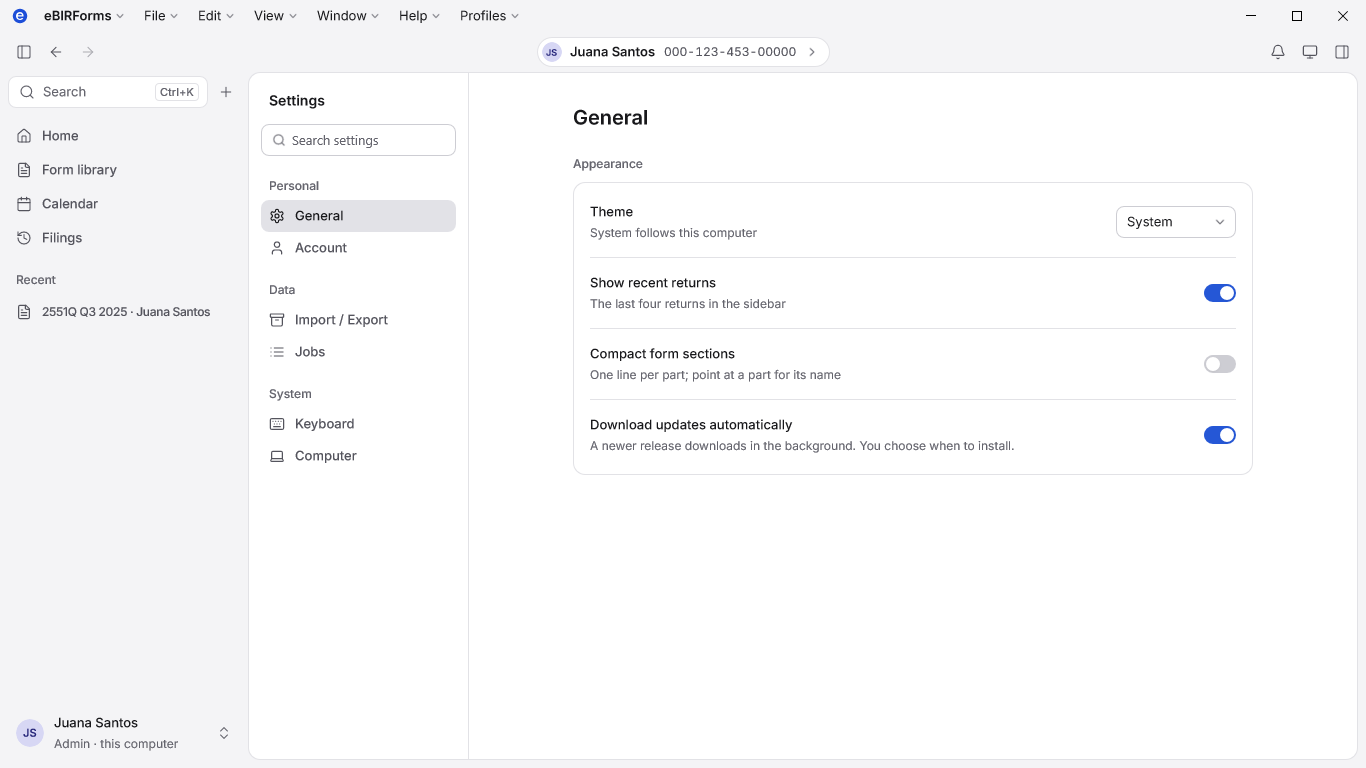 eBIRForms File Edit View Window Help Profiles
JS Juana Santos 000-123-453-00000
Search Ctrl+K
Home
Form library
Calendar
Filings
Recent
2551Q Q3 2025 · Juana Santos
JS Juana Santos
Admin · this computer
Settings
Search settings
Personal
General
Account
Data
Import / Export
Jobs
System
Keyboard
Computer
General
Appearance
Theme
System follows this computer
System
Show recent returns
The last four returns in the sidebar
Compact form sections
One line per part; point at a part for its name
Download updates automatically
A newer release downloads in the background. You choose when to install.